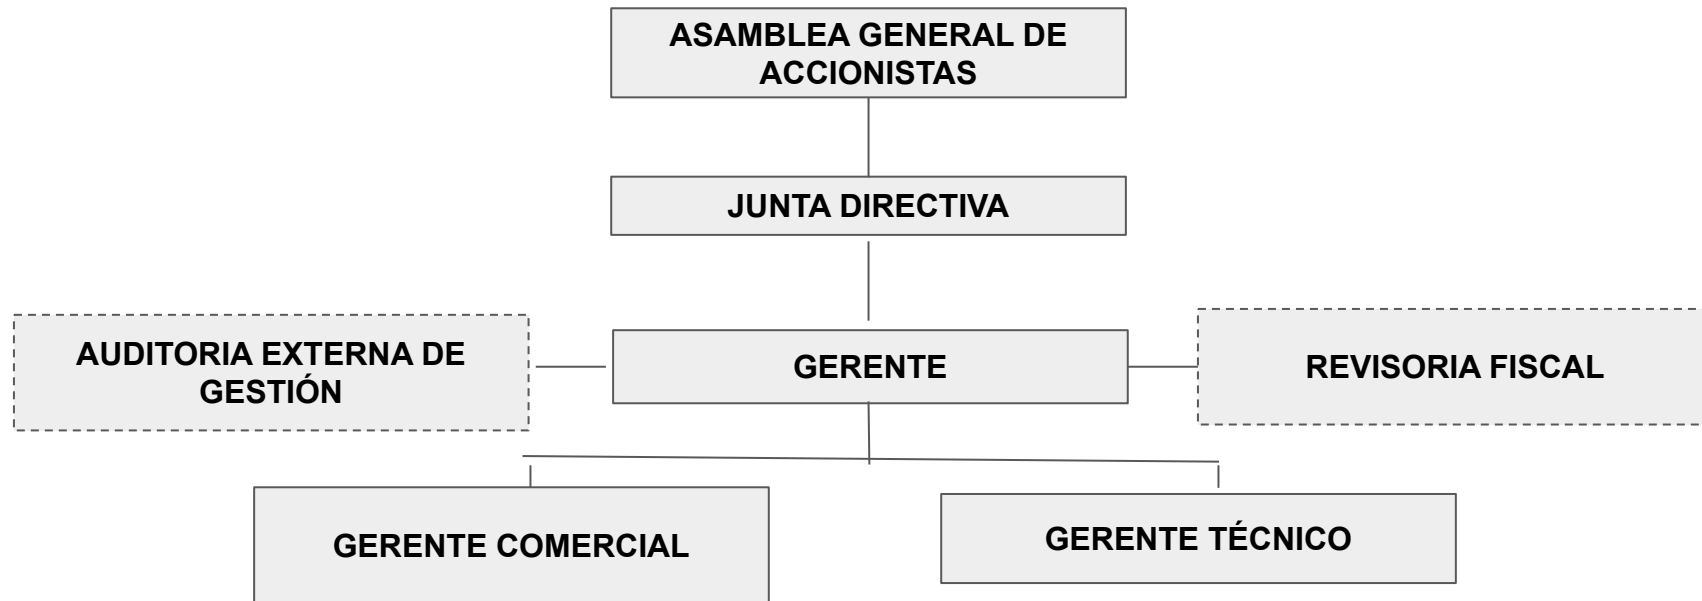 ASAMBLEA GENERAL DE
ACCIONISTAS
JUNTA DIRECTIVA
AUDITORIA EXTERNA DE
GESTIÓN
GERENTE
REVISORIA FISCAL
GERENTE COMERCIAL
GERENTE TÉCNICO